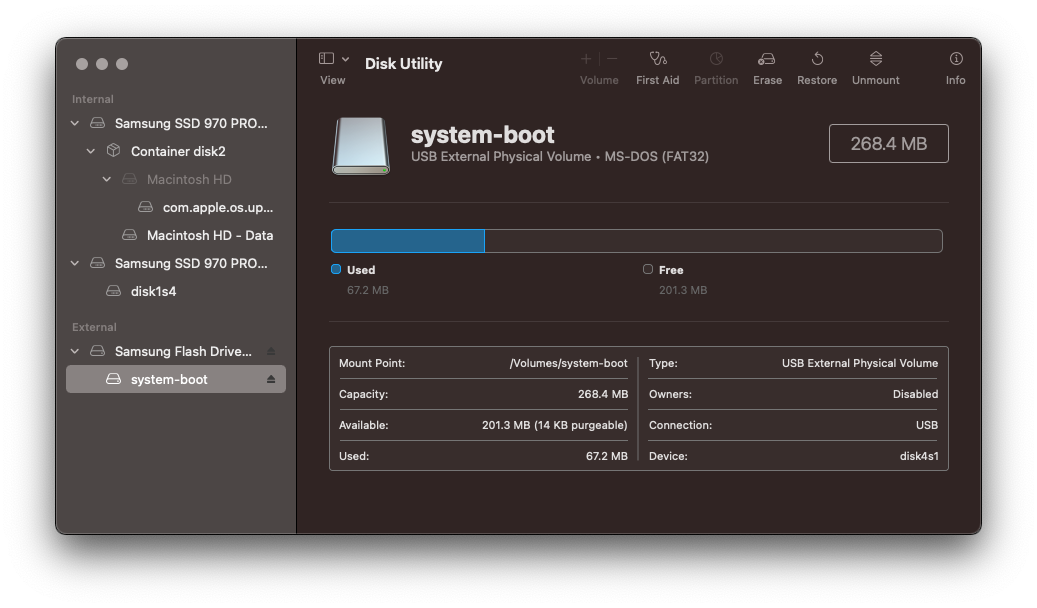 Disk Utility
View
Volume
First Aid
Partition
Erase
Restore
Unmount
Info
Internal
Samsung SSD 970 PRO...
Container disk2
Macintosh HD
com.apple.os.up...
Macintosh HD - Data
Samsung SSD 970 PRO...
disk1s4
External
Samsung Flash Drive...
system-boot
system-boot
USB External Physical Volume • MS-DOS (FAT32)
268.4 MB
Used
67.2 MB
Free
201.3 MB
Mount Point: /Volumes/system-boot
Capacity: 268.4 MB
Available: 201.3 MB (14 KB purgeable)
Used: 67.2 MB
Type: USB External Physical Volume
Owners: Disabled
Connection: USB
Device: disk4s1